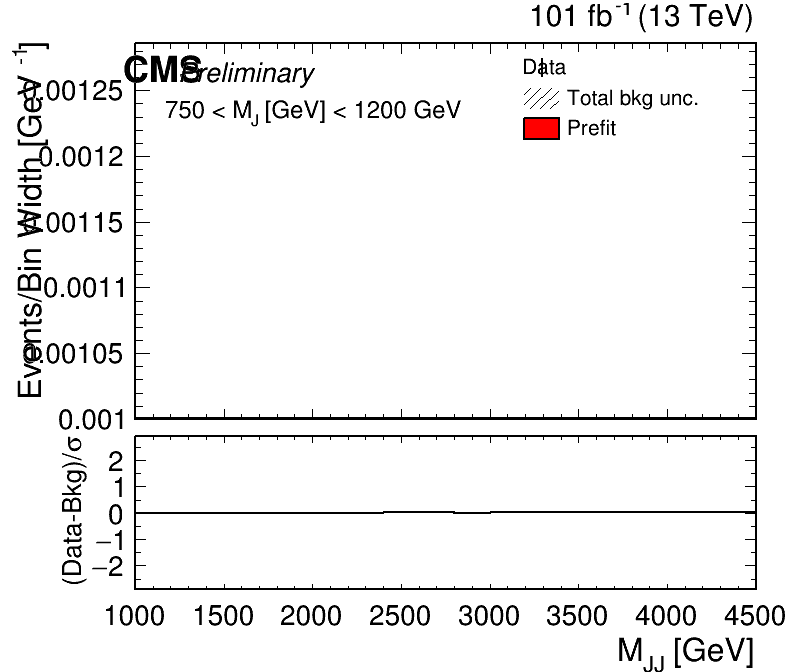 101 fb-1 (13 TeV)
CMS Preliminary
750 < MJ [GeV] < 1200 GeV
Data
Total bkg unc.
Prefit
Events/Bin Width [GeV-1]
0.00125
0.0012
0.00115
0.0011
0.00105
0.001
(Data-Bkg)/σ
2
1
0
−1
−2
1000 1500 2000 2500 3000 3500 4000 4500
MJJ [GeV]